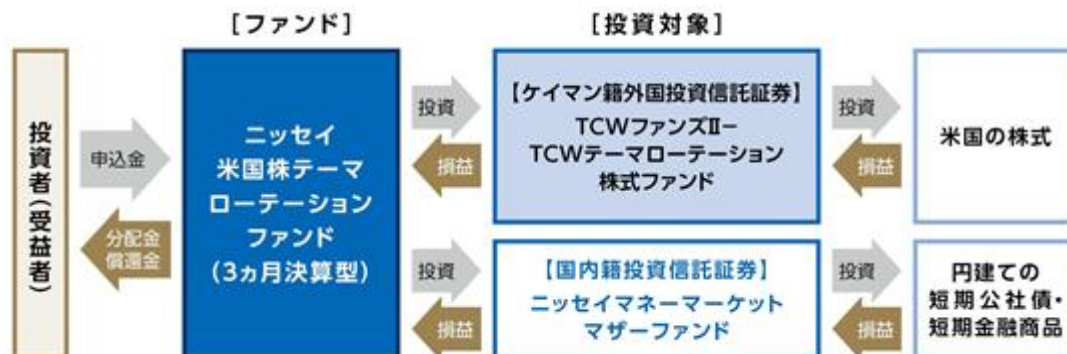 [ファンド]
[投資対象]
投資者(受益者)
申込金
分配金
償還金
ニッセイ
米国株テーマ
ローテーション
ファンド
(3ヵ月決算型)
投資
損益
【ケイマン籍外国投資信託証券】
TCWファンズⅡー
TCWテーマローテーション
株式ファンド
投資
損益
米国の株式
投資
損益
【国内籍投資信託証券】
ニッセイマネーマーケット
マザーファンド
投資
損益
円建ての
短期公社債・
短期金融商品